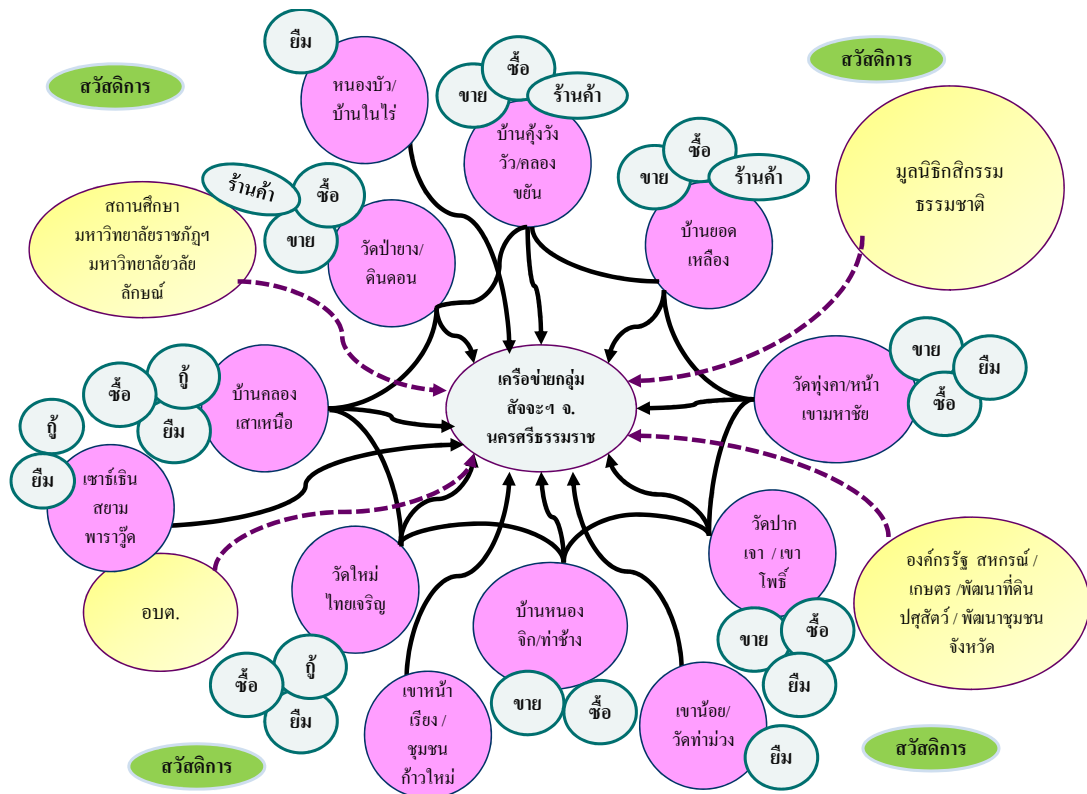 สวัสดิการ
ยืม
หนองบัว/
บ้านในไร่
ขาย
ซื้อ
ร้านค้า
บ้านคุ้งวัง
วัว/คลอง
ขยัน
ขาย
ซื้อ
ร้านค้า
บ้านยอด
เหลือง
สวัสดิการ
มูลนิธิกสิกรรม
ธรรมชาติ
สถานศึกษา
มหาวิทยาลัยราชภัฏฯ
มหาวิทยาลัยวลัย
ลักษณ์
ร้านค้า
ซื้อ
ขาย
วัดป่ายาง/
ดินดอน
เครือข่ายกลุ่ม
สัจจะฯ จ.
นครศรีธรรมราช
วัดทุ่งคา/หน้า
เขามหาชัย
ขาย
ยืม
ซื้อ
ซื้อ
กู้
ยืม
บ้านคลอง
เสาเหนือ
กู้
ยืม
เซาธ์เธิน
สยาม
พาราวู๊ด
อบต.
วัดใหม่
ไทยเจริญ
ซื้อ
กู้
ยืม
บ้านหนอง
จิก/ท่าช้าง
ขาย
ซื้อ
วัดปาก
เจา / เขา
โพธิ์
ขาย
ซื้อ
ยืม
องค์กรรัฐ สหกรณ์ /
เกษตร /พัฒนาที่ดิน
ปศุสัตว์ / พัฒนาชุมชน
จังหวัด
เขาหน้า
เรียง /
ชุมชน
ก้าวใหม่
เขาน้อย/
วัดท่าม่วง
ยืม
สวัสดิการ
สวัสดิการ